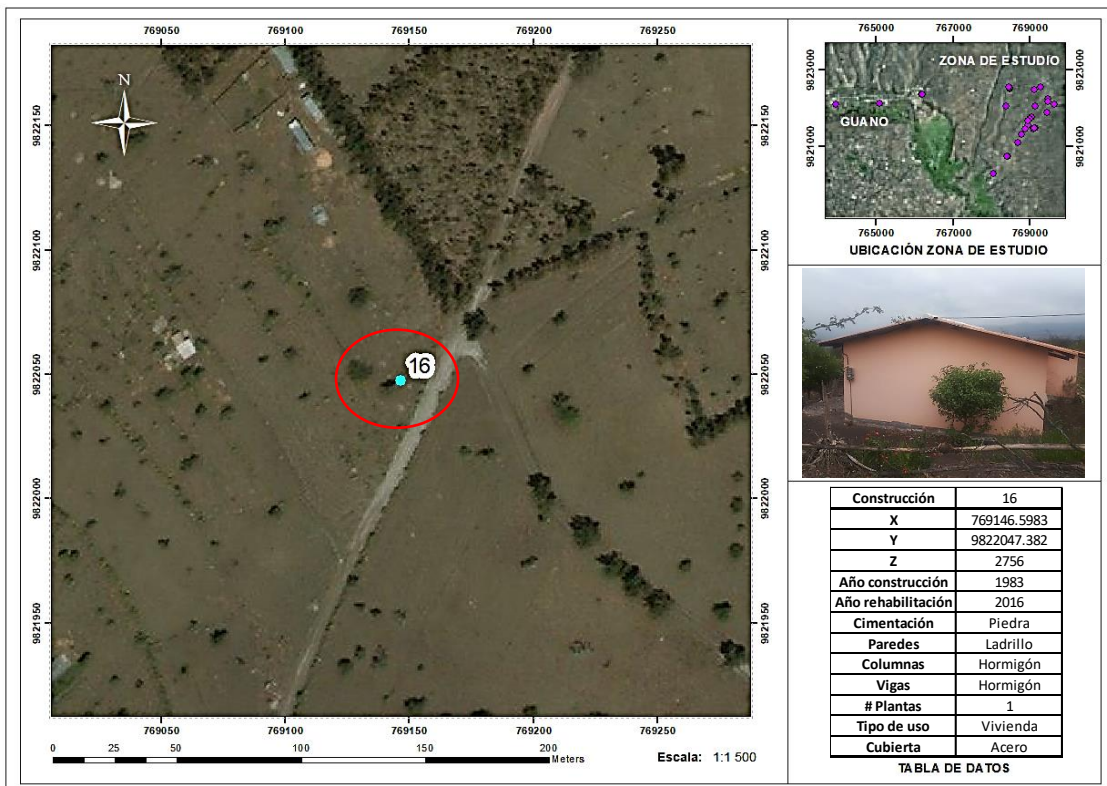 769050 769100 769150 769200 769250
N
9822150 9822150
9822100 9822100
16
9822050 9822050
9822000 9822000
9821950 9821950
769050 769100 769150 769200 769250
0 25 50 100 150 200
Meters
Escala: 1:1 500
765000 767000 769000
ZONA DE ESTUDIO
9823000 9823000
GUANO
9821000 9821000
765000 767000 769000
UBICACIÓN ZONA DE ESTUDIO
Construcción 16
X 769146.5983
Y 9822047.382
Z 2756
Año construcción 1983
Año rehabilitación 2016
Cimentación Piedra
Paredes Ladrillo
Columnas Hormigón
Vigas Hormigón
# Plantas 1
Tipo de uso Vivienda
Cubierta Acero
TABLA DE DATOS